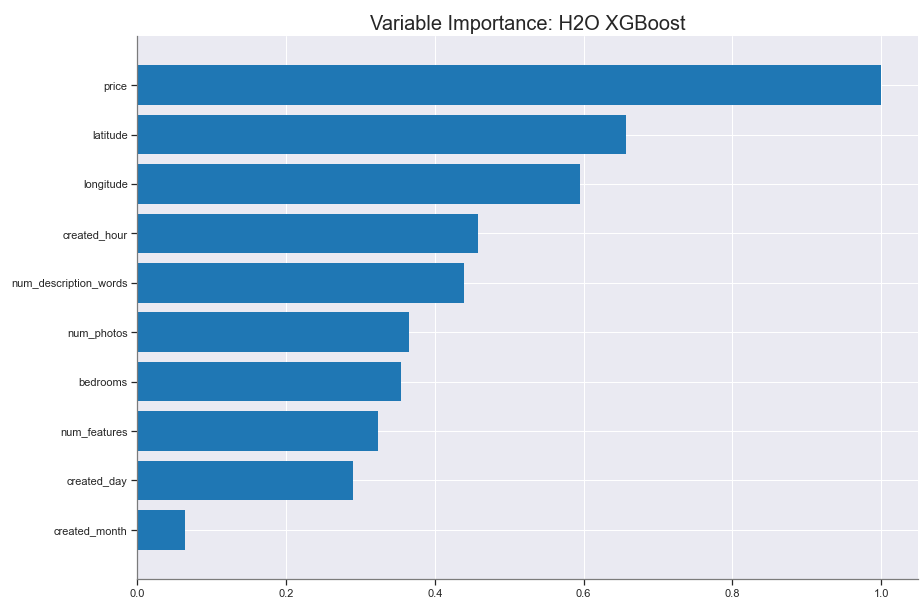 Variable Importance: H2O XGBoost
price
latitude
longitude
created_hour
num_description_words
num_photos
bedrooms
num_features
created_day
created_month
0.0 0.2 0.4 0.6 0.8 1.0